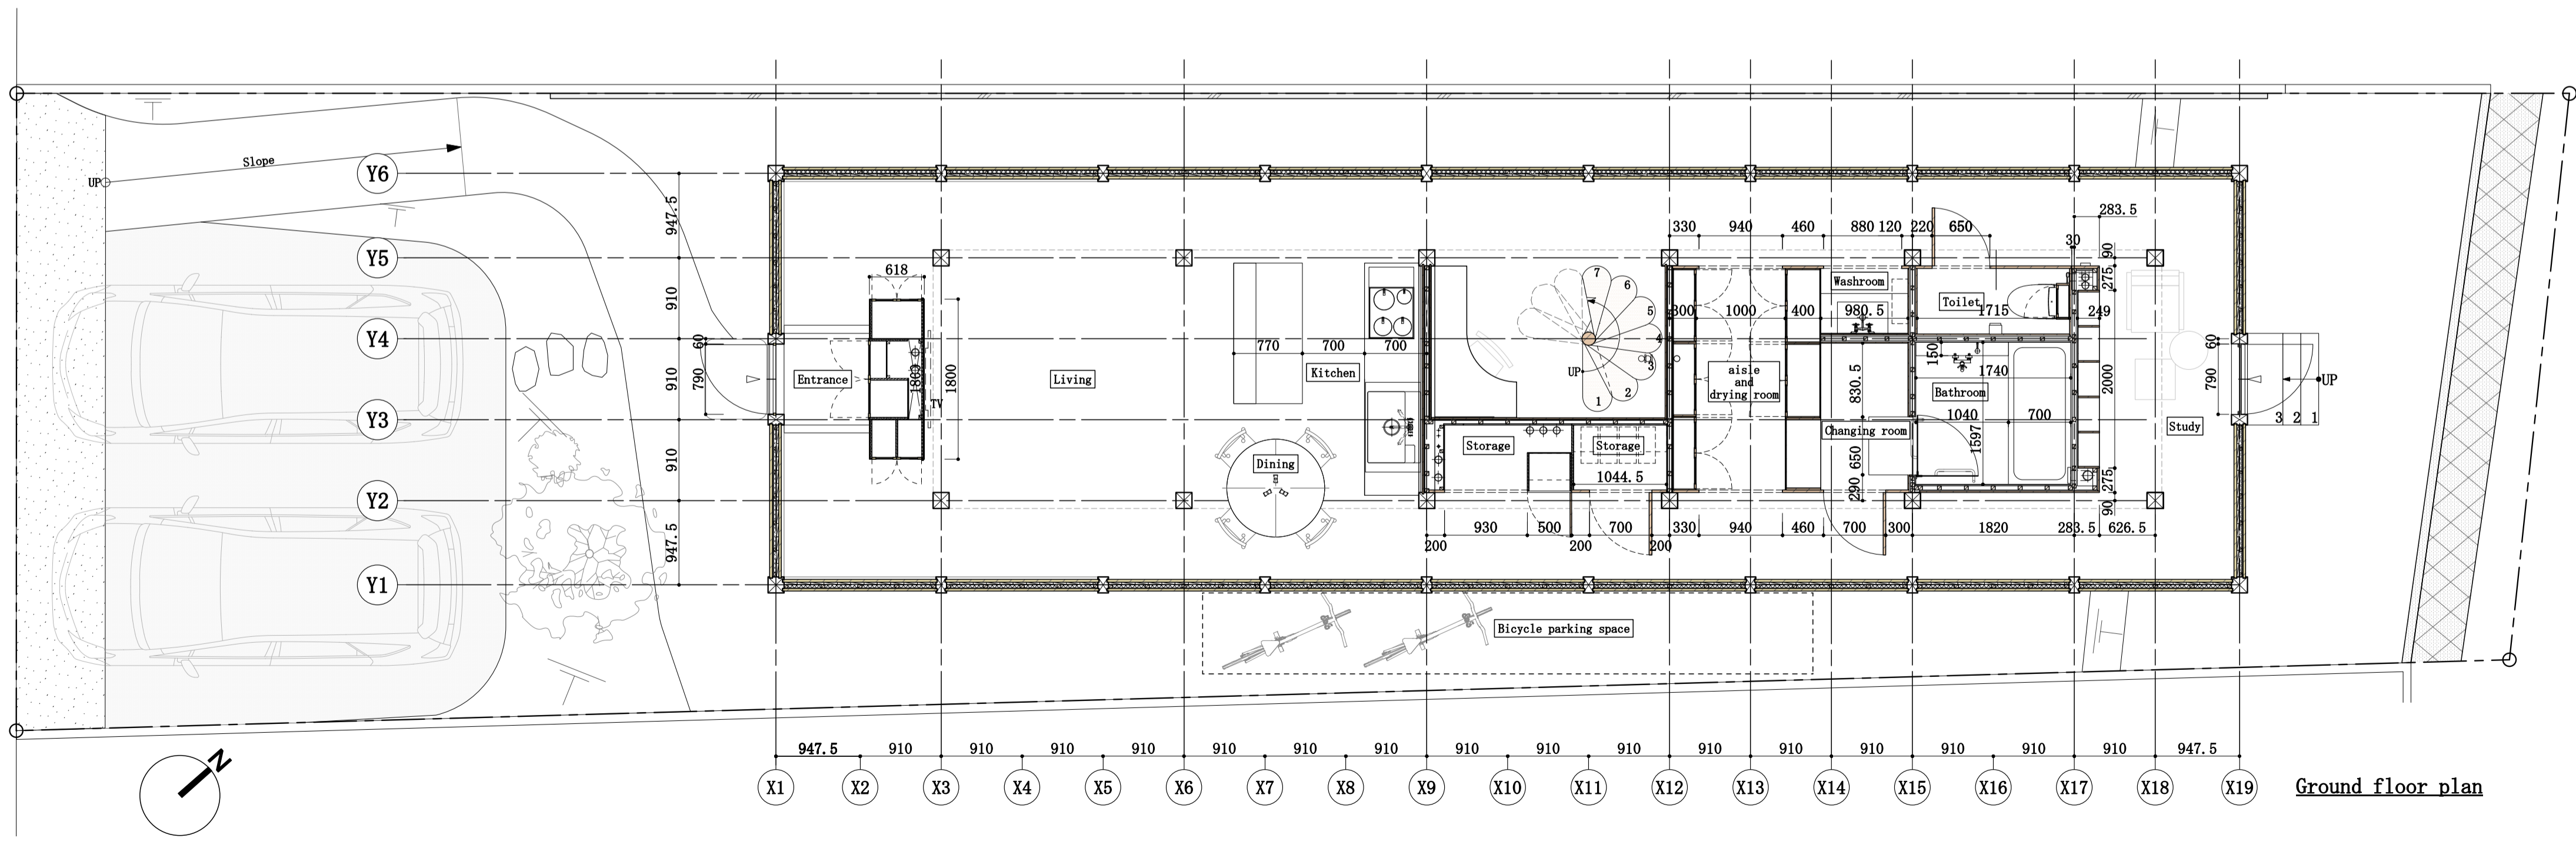 Slope
UP
Y6
Y5
Y4
Y3
Y2
Y1
947.5
910
910
910
947.5
60
790
618
1800
1800
TV
Entrance
Living
Kitchen
770
700
700
Dining
7
6
5
4
3
2
1
UP
Storage
Storage
1044.5
930
500
700
200
200
200
330
940
460
880
120
220
650
283.5
30
90
275
300
1000
400
980.5
Washroom
Toilet
1715
249
aisle
and
drying room
830.5
150
1740
Bathroom
1040
700
2000
Changing room
1597
650
290
275
90
330
940
460
700
300
1820
283.5
626.5
Study
60
790
UP
3 2 1
Bicycle parking space
947.5 910 910 910 910 910 910 910 910 910 910 910 910 910 910 910 910 947.5
X1 X2 X3 X4 X5 X6 X7 X8 X9 X10 X11 X12 X13 X14 X15 X16 X17 X18 X19
N
Ground floor plan